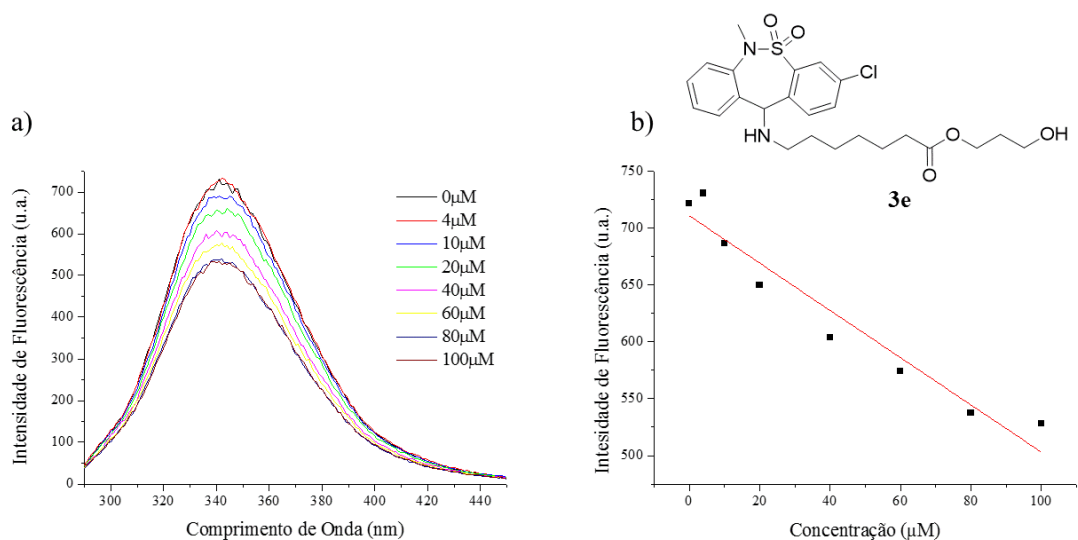 a)
Intensidade de Fluorescência (u.a.)
700
600
500
400
300
200
100
0
300
320
340
360
380
400
420
440
Comprimento de Onda (nm)
0μM
4μM
10μM
20μM
40μM
60μM
80μM
100μM
b)
O
O
N
S
Cl
HN
O
O
OH
3e
Intesidade de Fluorescência (u.a.)
750
700
650
600
550
500
0
20
40
60
80
100
Concentração (μM)